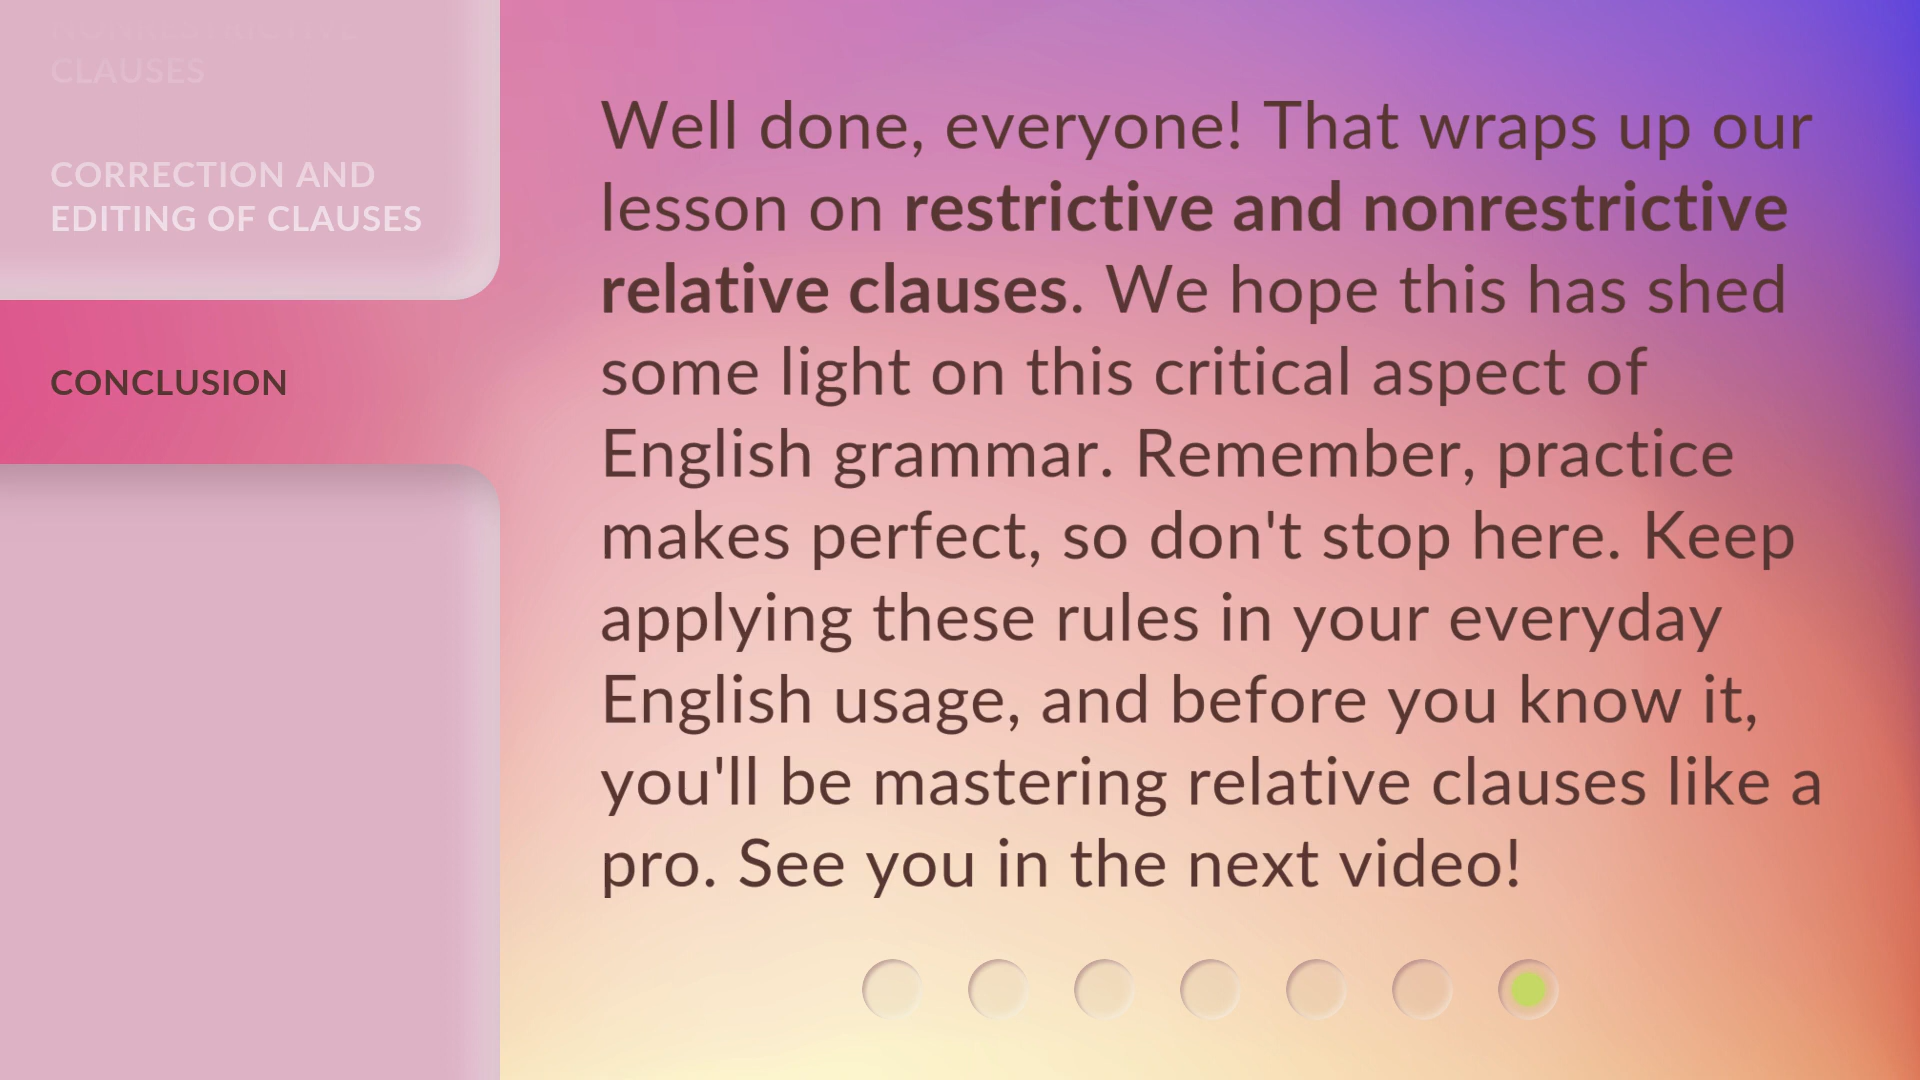 NONRESTRICTIVE
CLAUSES
CORRECTION AND
EDITING OF CLAUSES
CONCLUSION
Well done, everyone! That wraps up our
lesson on restrictive and nonrestrictive
relative clauses. We hope this has shed
some light on this critical aspect of
English grammar. Remember, practice
makes perfect, so don't stop here. Keep
applying these rules in your everyday
English usage, and before you know it,
you'll be mastering relative clauses like a
pro. See you in the next video!